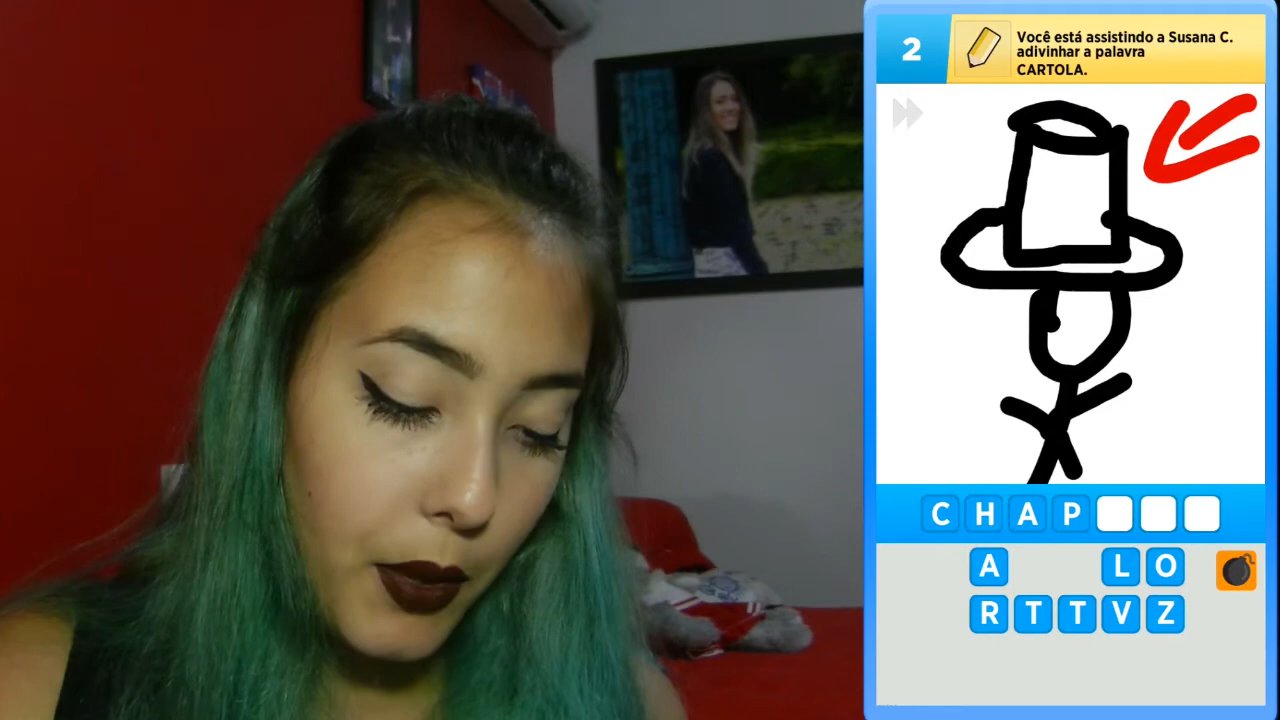 2
Você está assistindo a Susana C.
adivinhar a palavra
CARTOLA.
C H A P
A L O
R T T V Z